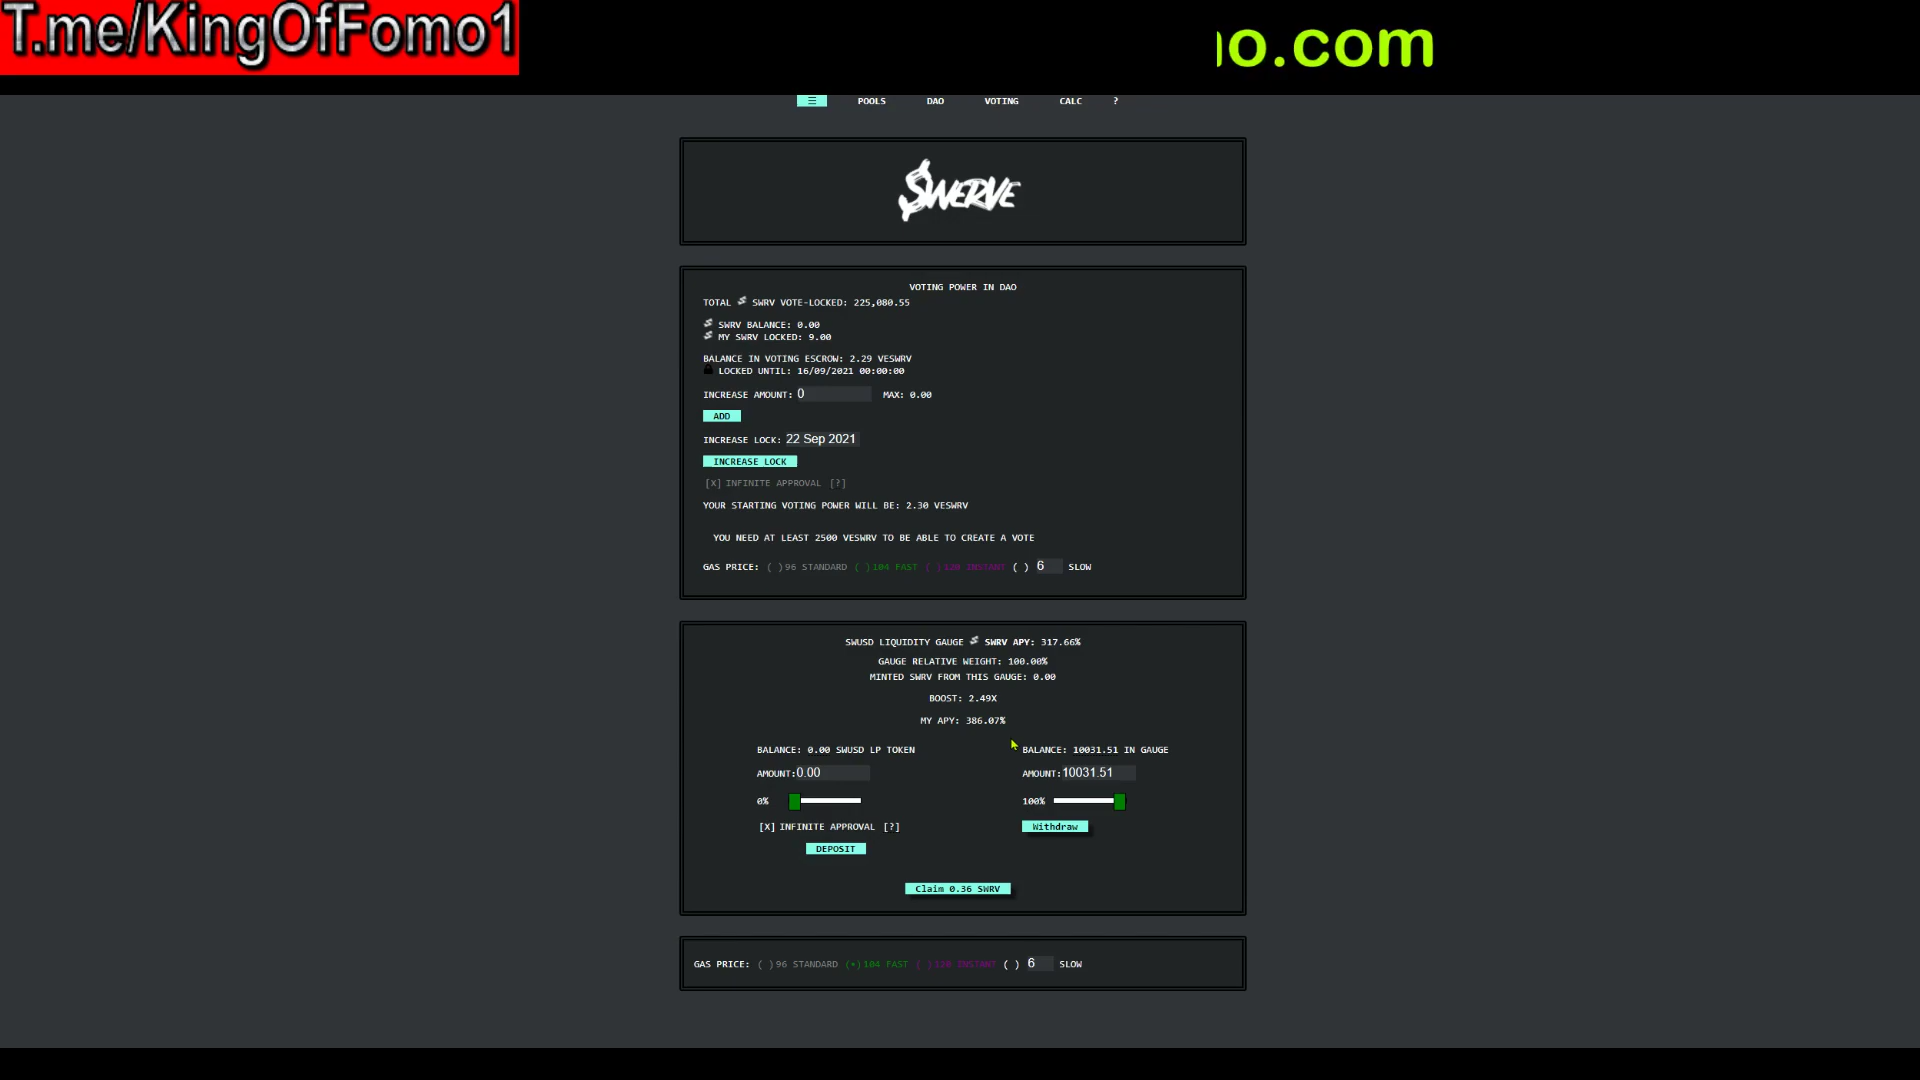 T.me/KingOfFomo1
o.com
☰ POOLS DAO VOTING CALC ?
$WERVE
VOTING POWER IN DAO
TOTAL SWRV VOTE-LOCKED: 225,080.55
SWRV BALANCE: 0.00
MY SWRV LOCKED: 9.00
BALANCE IN VOTING ESCROW: 2.29 VESWRV
LOCKED UNTIL: 16/09/2021 00:00:00
INCREASE AMOUNT: 0 MAX: 0.00
ADD
INCREASE LOCK: 22 Sep 2021
INCREASE LOCK
[X] INFINITE APPROVAL [?]
YOUR STARTING VOTING POWER WILL BE: 2.30 VESWRV
YOU NEED AT LEAST 2500 VESWRV TO BE ABLE TO CREATE A VOTE
GAS PRICE: ( )96 STANDARD ( )104 FAST ( )120 INSTANT ( ) 6 SLOW
SWUSD LIQUIDITY GAUGE SWRV APY: 317.66%
GAUGE RELATIVE WEIGHT: 100.00%
MINTED SWRV FROM THIS GAUGE: 0.00
BOOST: 2.49X
MY APY: 386.07%
BALANCE: 0.00 SWUSD LP TOKEN
AMOUNT:0.00
0%
[X] INFINITE APPROVAL [?]
DEPOSIT
BALANCE: 10031.51 IN GAUGE
AMOUNT:10031.51
100%
Withdraw
Claim 0.36 SWRV
GAS PRICE: ( )96 STANDARD (•)104 FAST ( )120 INSTANT ( ) 6 SLOW